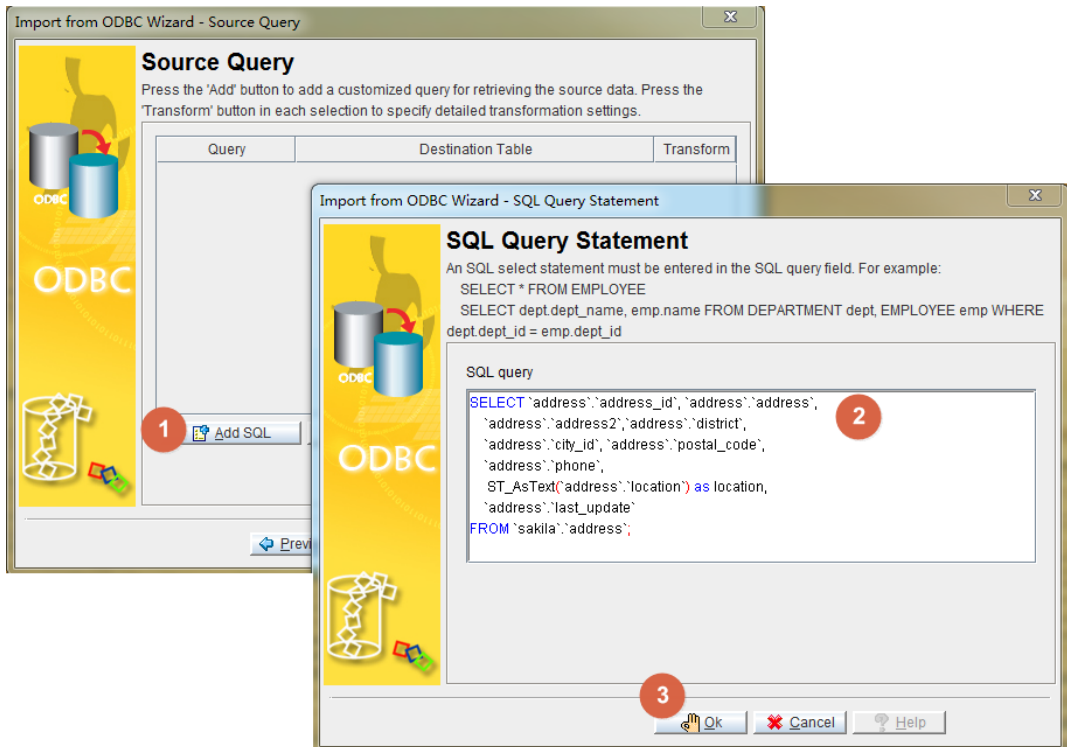 Import from ODBC Wizard - Source Query
Source Query
Press the 'Add' button to add a customized query for retrieving the source data. Press the
'Transform' button in each selection to specify detailed transformation settings.
Query Destination Table Transform
ODBC
ODBC
1 Add SQL
Previ
Import from ODBC Wizard - SQL Query Statement
SQL Query Statement
An SQL select statement must be entered in the SQL query field. For example:
SELECT * FROM EMPLOYEE
SELECT dept.dept_name, emp.name FROM DEPARTMENT dept, EMPLOYEE emp WHERE
dept.dept_id = emp.dept_id
ODBC
ODBC
SQL query
SELECT `address`.`address_id`, `address`.`address`,
`address`.`address2`,`address`.`district`,
`address`.`city_id`, `address`.`postal_code`,
`address`.`phone`,
ST_AsText(`address`.`location`) as location,
`address`.`last_update`
FROM `sakila`.`address`;
2
3
Ok Cancel Help